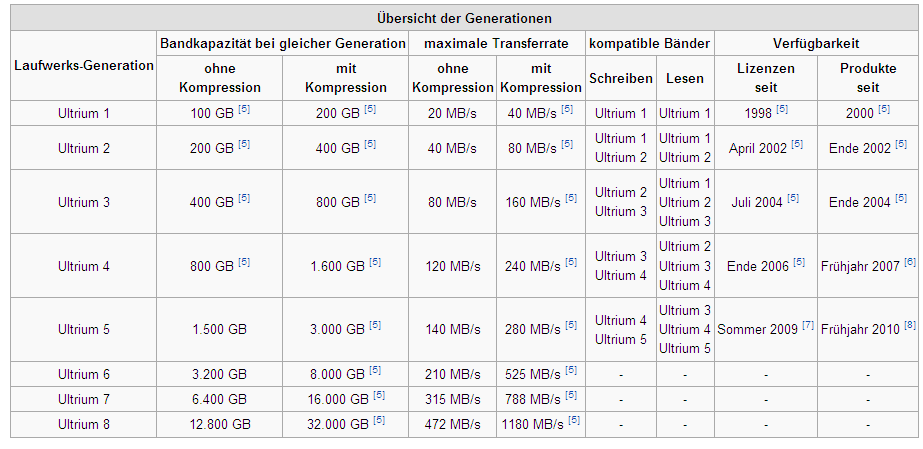 Übersicht der Generationen
Laufwerks-Generation Bandkapazität bei gleicher Generation maximale Transferrate kompatible Bänder Verfügbarkeit
ohne Kompression mit Kompression ohne Kompression mit Kompression Schreiben Lesen Lizenzen seit Produkte seit
Ultrium 1 100 GB [5] 200 GB [5] 20 MB/s 40 MB/s [5] Ultrium 1 Ultrium 1 1998 [5] 2000 [5]
Ultrium 2 200 GB [5] 400 GB [5] 40 MB/s 80 MB/s [5] Ultrium 1 Ultrium 2 Ultrium 1 Ultrium 2 April 2002 [5] Ende 2002 [5]
Ultrium 3 400 GB [5] 800 GB [5] 80 MB/s 160 MB/s [5] Ultrium 2 Ultrium 3 Ultrium 1 Ultrium 2 Ultrium 3 Juli 2004 [5] Ende 2004 [5]
Ultrium 4 800 GB [5] 1.600 GB [5] 120 MB/s 240 MB/s [5] Ultrium 3 Ultrium 4 Ultrium 2 Ultrium 3 Ultrium 4 Ende 2006 [5] Frühjahr 2007 [6]
Ultrium 5 1.500 GB 3.000 GB [5] 140 MB/s 280 MB/s [5] Ultrium 4 Ultrium 5 Ultrium 3 Ultrium 4 Ultrium 5 Sommer 2009 [7] Frühjahr 2010 [8]
Ultrium 6 3.200 GB 8.000 GB [5] 210 MB/s 525 MB/s [5] - - - -
Ultrium 7 6.400 GB 16.000 GB [5] 315 MB/s 788 MB/s [5] - - - -
Ultrium 8 12.800 GB 32.000 GB [5] 472 MB/s 1180 MB/s [5] - - - -